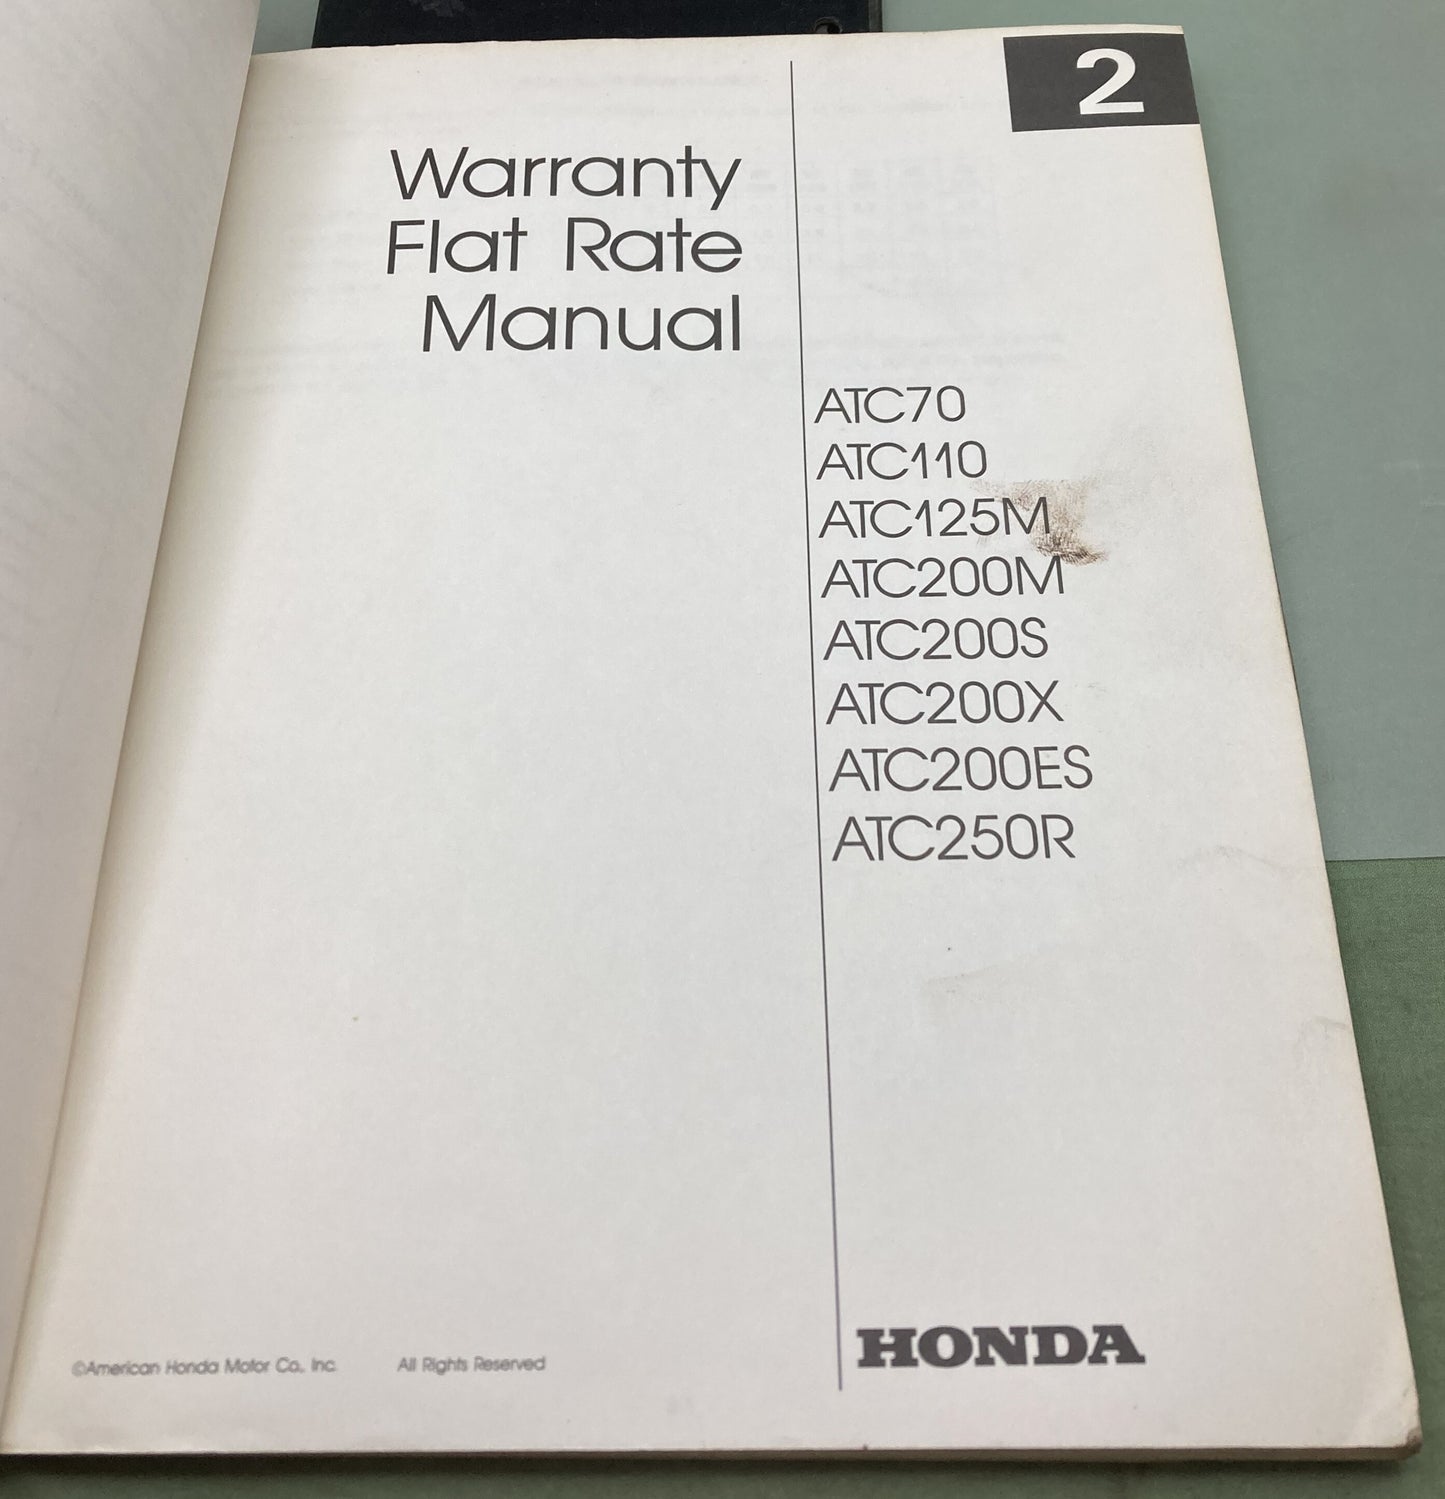 2
Warranty
Flat Rate
Manual
ATC70
ATC110
ATC125M
ATC200M
ATC200S
ATC200X
ATC200ES
ATC250R
HONDA
©American Honda Motor Co., Inc. All Rights Reserved